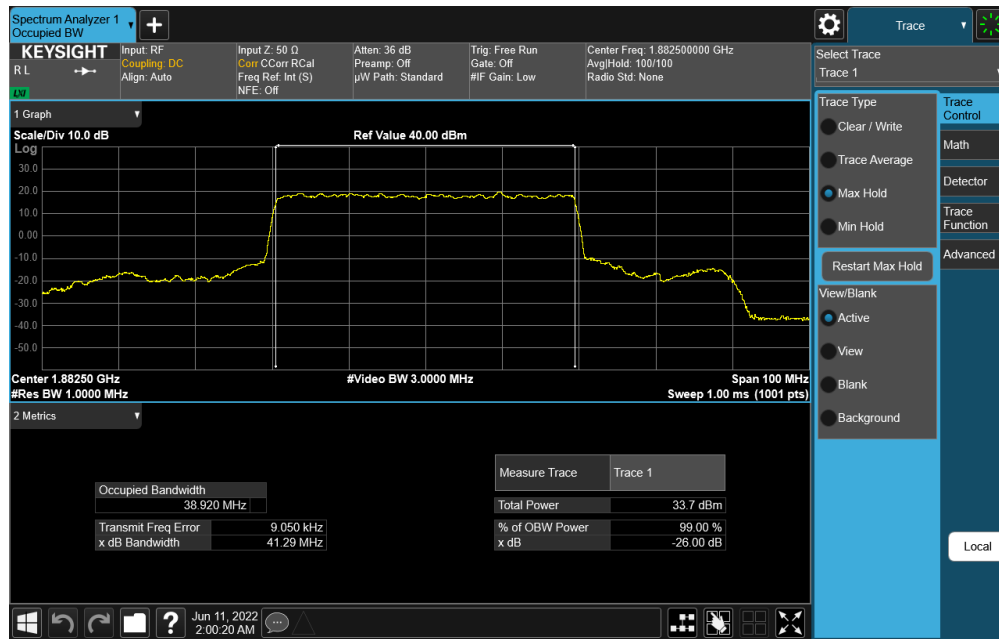 Spectrum Analyzer 1
Occupied BW
+
Trace
KEYSIGHT
R L
LXI
Input: RF
Coupling: DC
Align: Auto
Input Z: 50 Ω
Corr CCorr RCal
Freq Ref: Int (S)
NFE: Off
Atten: 36 dB
Preamp: Off
µW Path: Standard
Trig: Free Run
Gate: Off
#IF Gain: Low
Center Freq: 1.882500000 GHz
Avg|Hold: 100/100
Radio Std: None
Select Trace
Trace 1
1 Graph
Scale/Div 10.0 dB
Ref Value 40.00 dBm
Log
30.0
20.0
10.0
0.00
-10.0
-20.0
-30.0
-40.0
-50.0
Center 1.88250 GHz
#Video BW 3.0000 MHz
Span 100 MHz
#Res BW 1.0000 MHz
Sweep 1.00 ms (1001 pts)
Trace Type
Clear / Write
Trace Average
Max Hold
Min Hold
Restart Max Hold
View/Blank
Active
View
Blank
Background
Trace
Control
Math
Detector
Trace
Function
Advanced
Local
2 Metrics
Occupied Bandwidth
38.920 MHz
Transmit Freq Error 9.050 kHz
x dB Bandwidth 41.29 MHz
Measure Trace Trace 1
Total Power 33.7 dBm
% of OBW Power 99.00 %
x dB -26.00 dB
?
Jun 11, 2022
2:00:20 AM